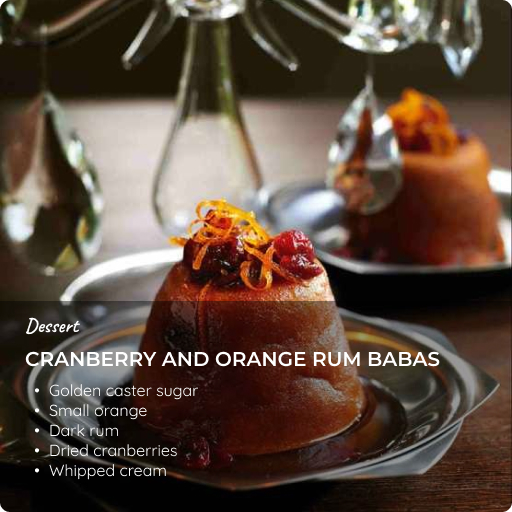 Dessert
CRANBERRY AND ORANGE RUM BABAS
• Golden caster sugar
• Small orange
• Dark rum
• Dried cranberries
• Whipped cream